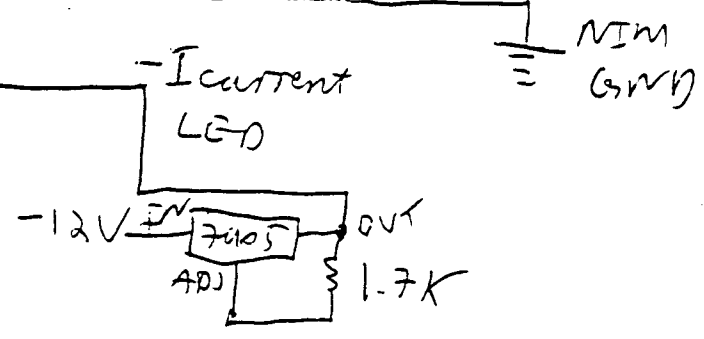 NIM
GND
-Icurrent
LED
-12V IN 7905 OUT
ADJ 1.7K